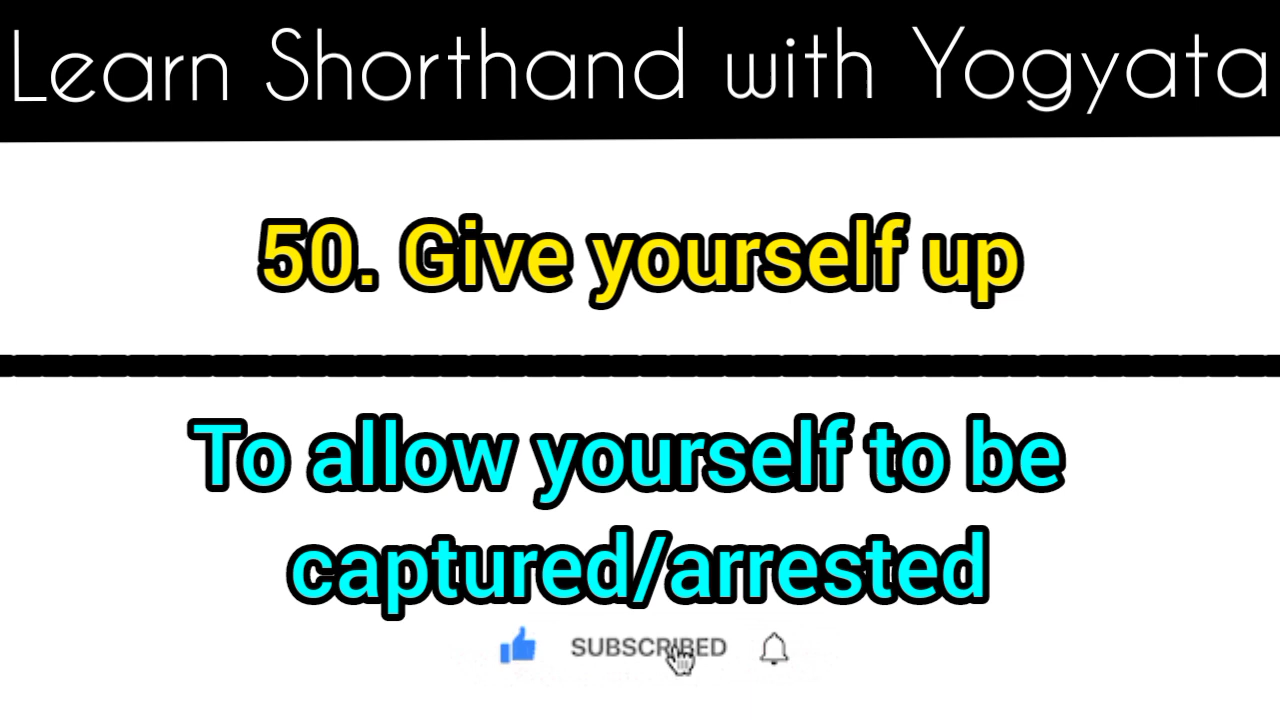 Learn Shorthand with Yogyata
50. Give yourself up
To allow yourself to be
captured/arrested
SUBSCRIBED